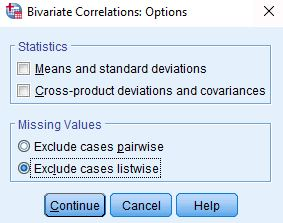 Bivariate Correlations: Options
Statistics
Means and standard deviations
Cross-product deviations and covariances
Missing Values
Exclude cases pairwise
Exclude cases listwise
Continue Cancel Help